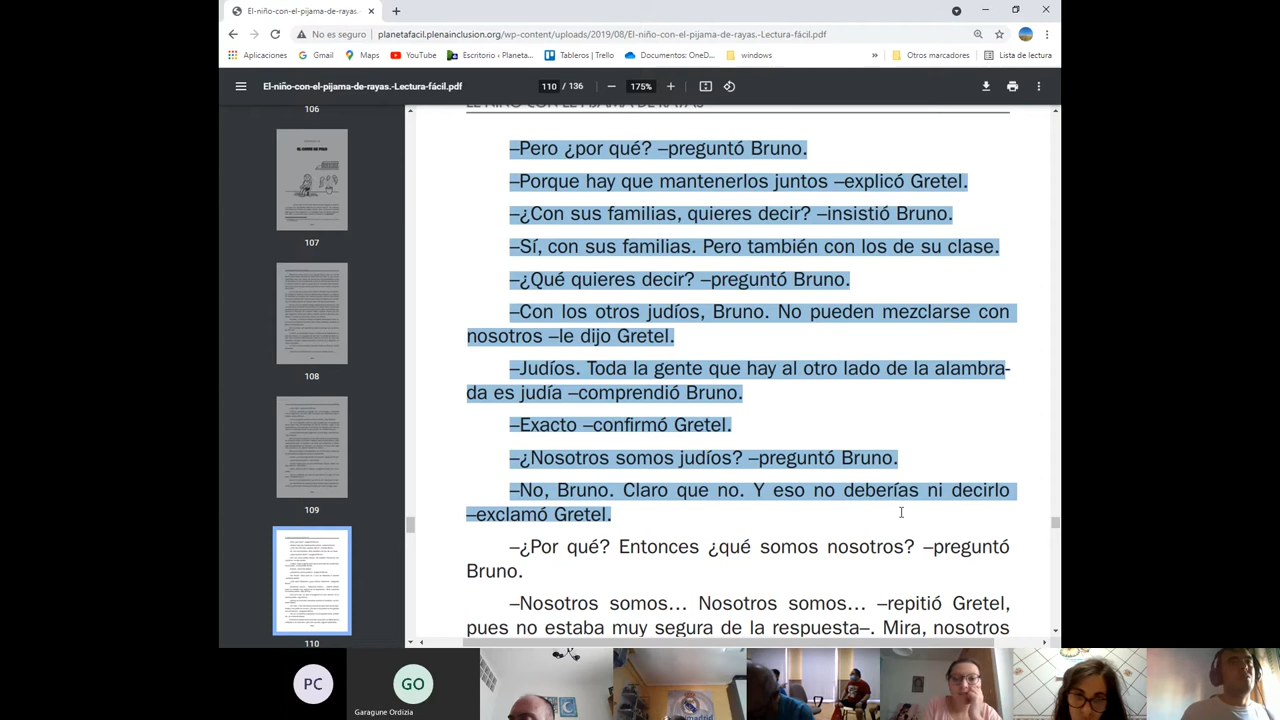 El-niño-con-el-pijama-de-rayas.-
No es seguro
planetafacil.plenainclusion.org/wp-content/uploads/2019/08/El-niño-con-el-pijama-de-rayas.-Lectura-fácil.pdf
Aplicaciones
Gmail
Maps
YouTube
Escritorio - Planeta...
Tableros | Trello
Documentos: OneD...
windows
»
Otros marcadores
Lista de lectura
El-niño-con-el-pijama-de-rayas.-Lectura-fácil.pdf
110 / 136
175%
106
107
108
109
110
EL NIÑO CON EL PIJAMA DE RAYAS
–Pero ¿por qué? –preguntó Bruno.
–Porque hay que mantenerlos juntos –explicó Gretel.
–¿Con sus familias, quieres decir? –insistió Bruno.
–Sí, con sus familias. Pero también con los de su clase.
–¿Qué quieres decir? –preguntó Bruno.
–Con los otros judíos, Bruno. No pueden mezclarse con
nosotros –le dijo Gretel.
–Judíos. Toda la gente que hay al otro lado de la alambra-
da es judía –comprendió Bruno.
–Exacto –confirmó Gretel.
–¿Nosotros somos judíos? –preguntó Bruno.
–No, Bruno. Claro que no. Y eso no deberías ni decirlo
–exclamó Gretel.
–¿Por qué? Entonces ¿qué somos nosotros? –preguntó
Bruno.
–Nosotros somos... Nosotros somos... –repitió Gretel,
pues no estaba muy segura de la respuesta–. Mira, nosotros
PC
GO
Garagune Ordizia
madrid